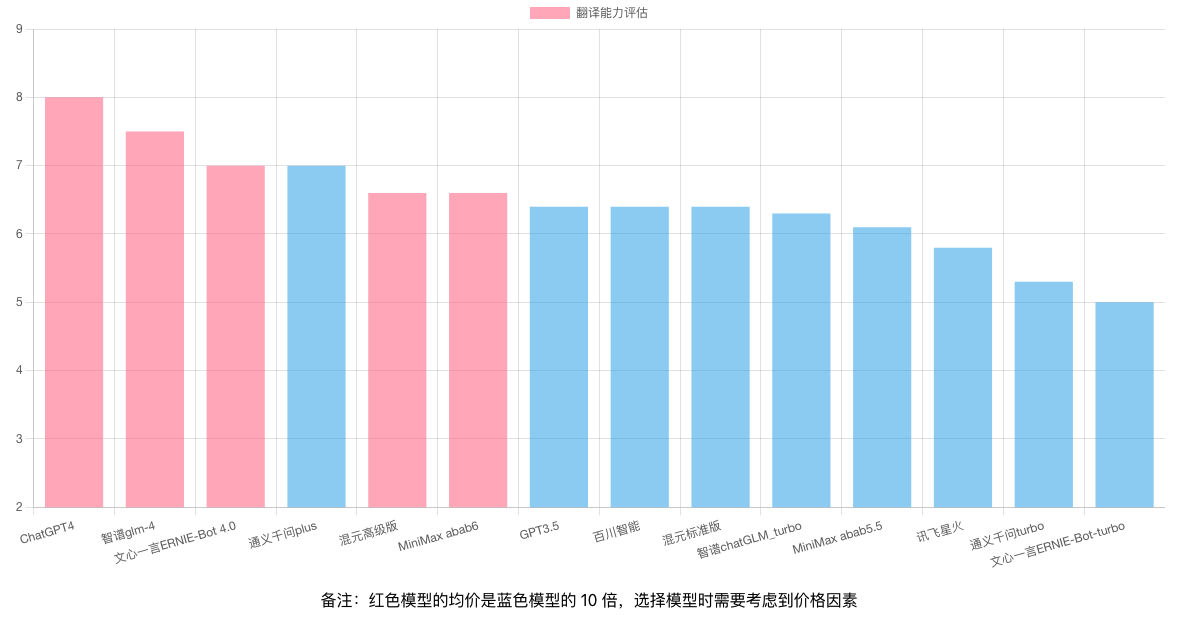 翻译能力评估
9
8
7
6
5
4
3
2
ChatGPT4
智谱glm-4
文心一言ERNIE-Bot 4.0
通义千问plus
混元高级版
MiniMax abab6
GPT3.5
百川智能
混元标准版
智谱chatGLM_turbo
MiniMax abab5.5
讯飞星火
通义千问turbo
文心一言ERNIE-Bot-turbo
备注：红色模型的均价是蓝色模型的 10 倍，选择模型时需要考虑到价格因素